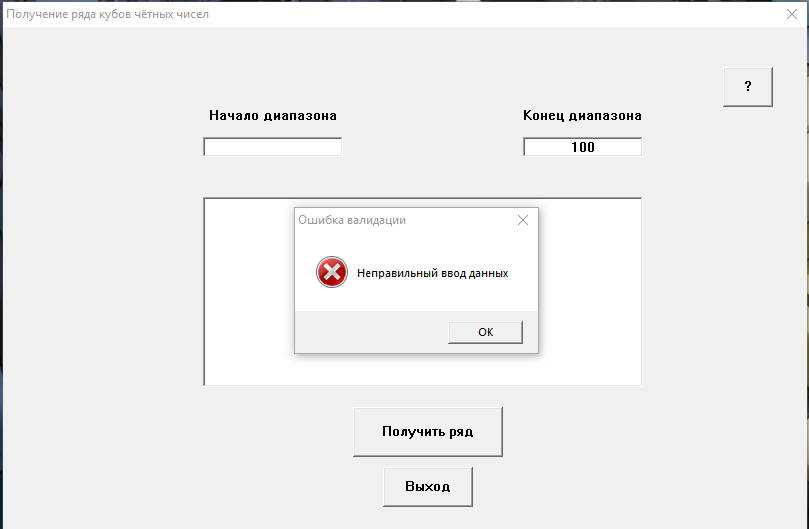 Получение ряда кубов чётных чисел
?
Начало диапазона
Конец диапазона
100
Ошибка валидации
Неправильный ввод данных
OK
Получить ряд
Выход